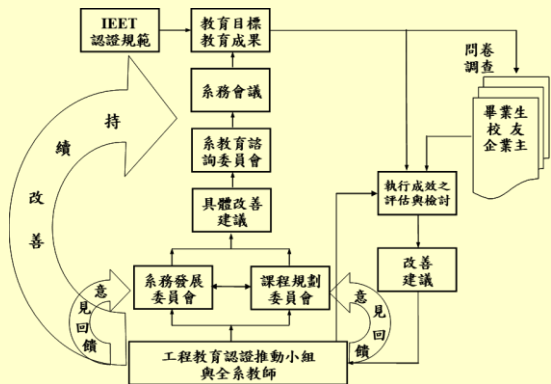 IEET
認證規範
教育目標
教育成果
問卷
調查
畢業生
校 友
企業主
系務會議
系教育諮
詢委員會
具體改善
建議
執行成效之
評估與檢討
改善
建議
系務發展
委員會
課程規劃
委員會
持續改善
意見回饋
意見回饋
工程教育認證推動小組
與全系教師